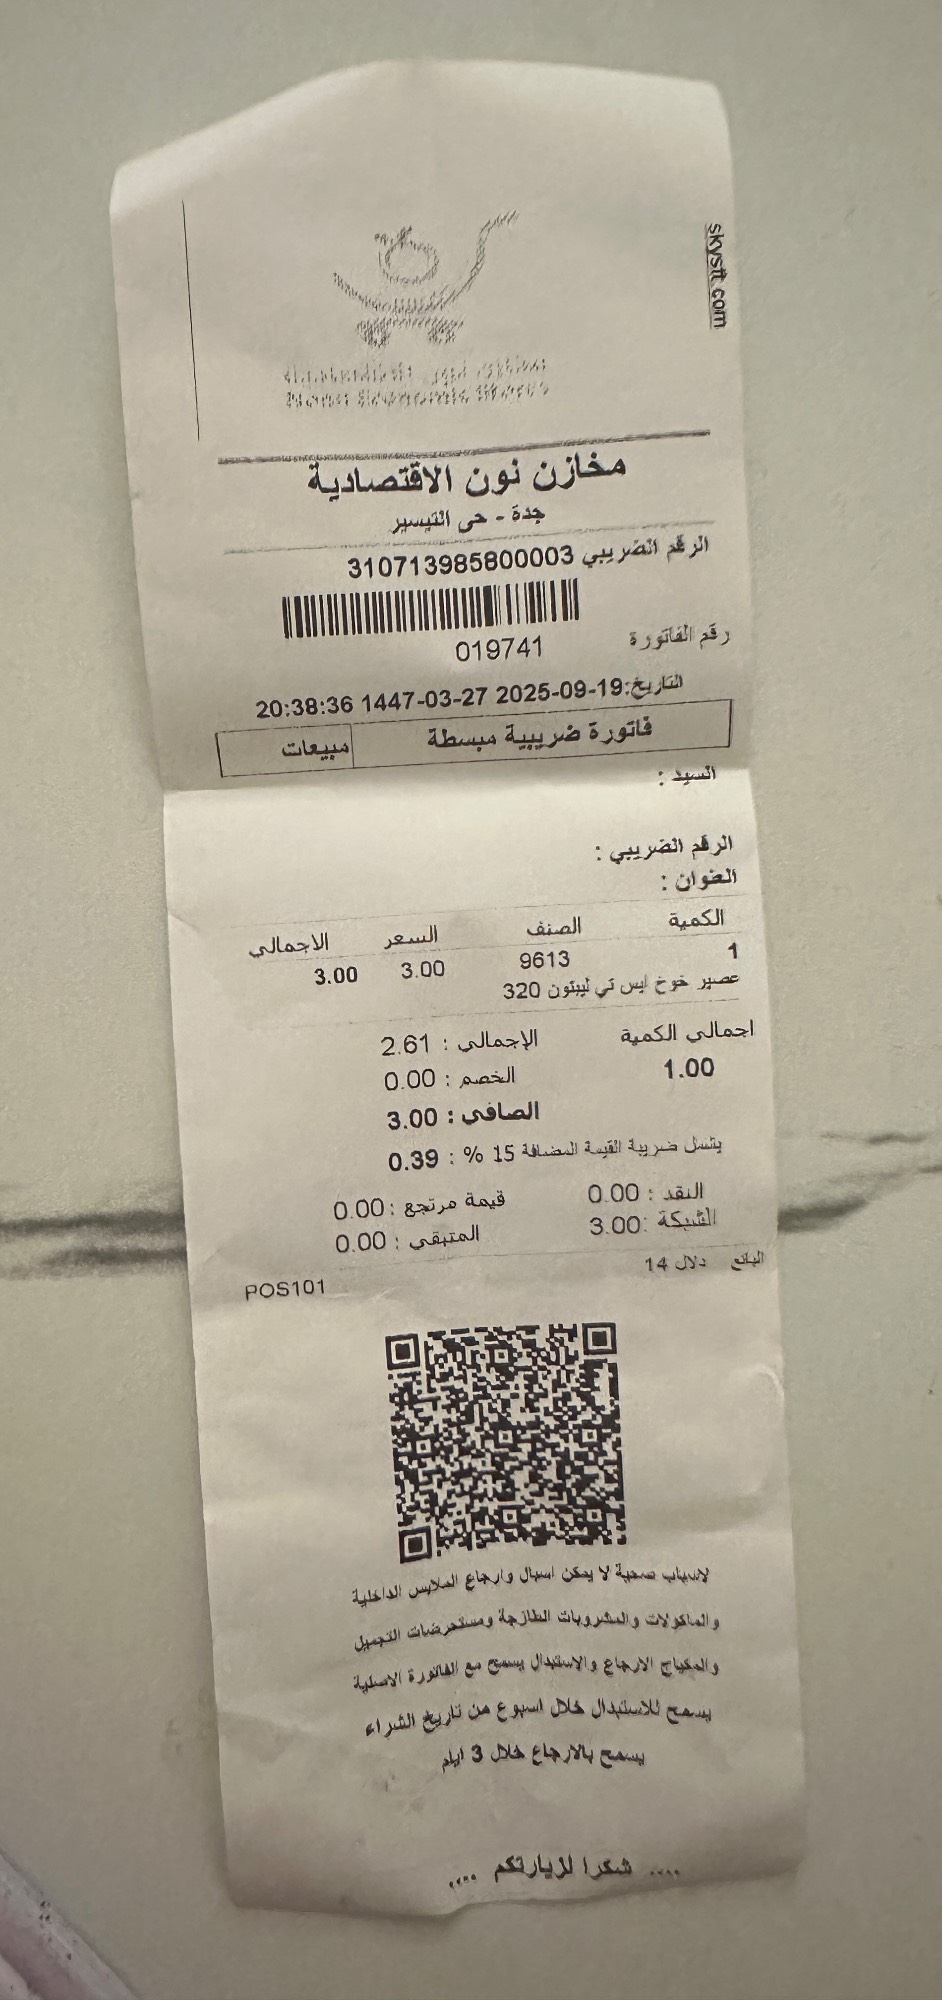 skystt.com
مخازن نون الاقتصادية
جدة - حى التيسير
الرقم الضريبي 310713985800003
رقم الفاتورة 019741
التاريخ:19-09-2025 27-03-1447 20:38:36
فاتورة ضريبية مبسطة مبيعات
السيد :
الرقم الضريبي :
العنوان :
الكمية الصنف السعر الاجمالي
1 9613 3.00 3.00
عصير خوخ ايس تي ليبتون 320
اجمالي الكمية الإجمالي : 2.61
1.00 الخصم : 0.00
الصافي : 3.00
يشمل ضريبة القيمة المضافة 15 % : 0.39
النقد : 0.00 قيمة مرتجع : 0.00
الشبكة : 3.00 المتبقي : 0.00
البائع دلال 14
POS101
لاسباب صحية لا يمكن اسبال وارجاع الملابس الداخلية
والماكولات والمشروبات الطازجة ومستحرضات التجميل
والمكياج الارجاع والاستبدال يسمح مع الفاتورة الاصلية
يسمح للاستبدال خلال اسبوع من تاريخ الشراء
يسمح بالارجاع خلال 3 ايام
.... شكرا لزيارتكم ....